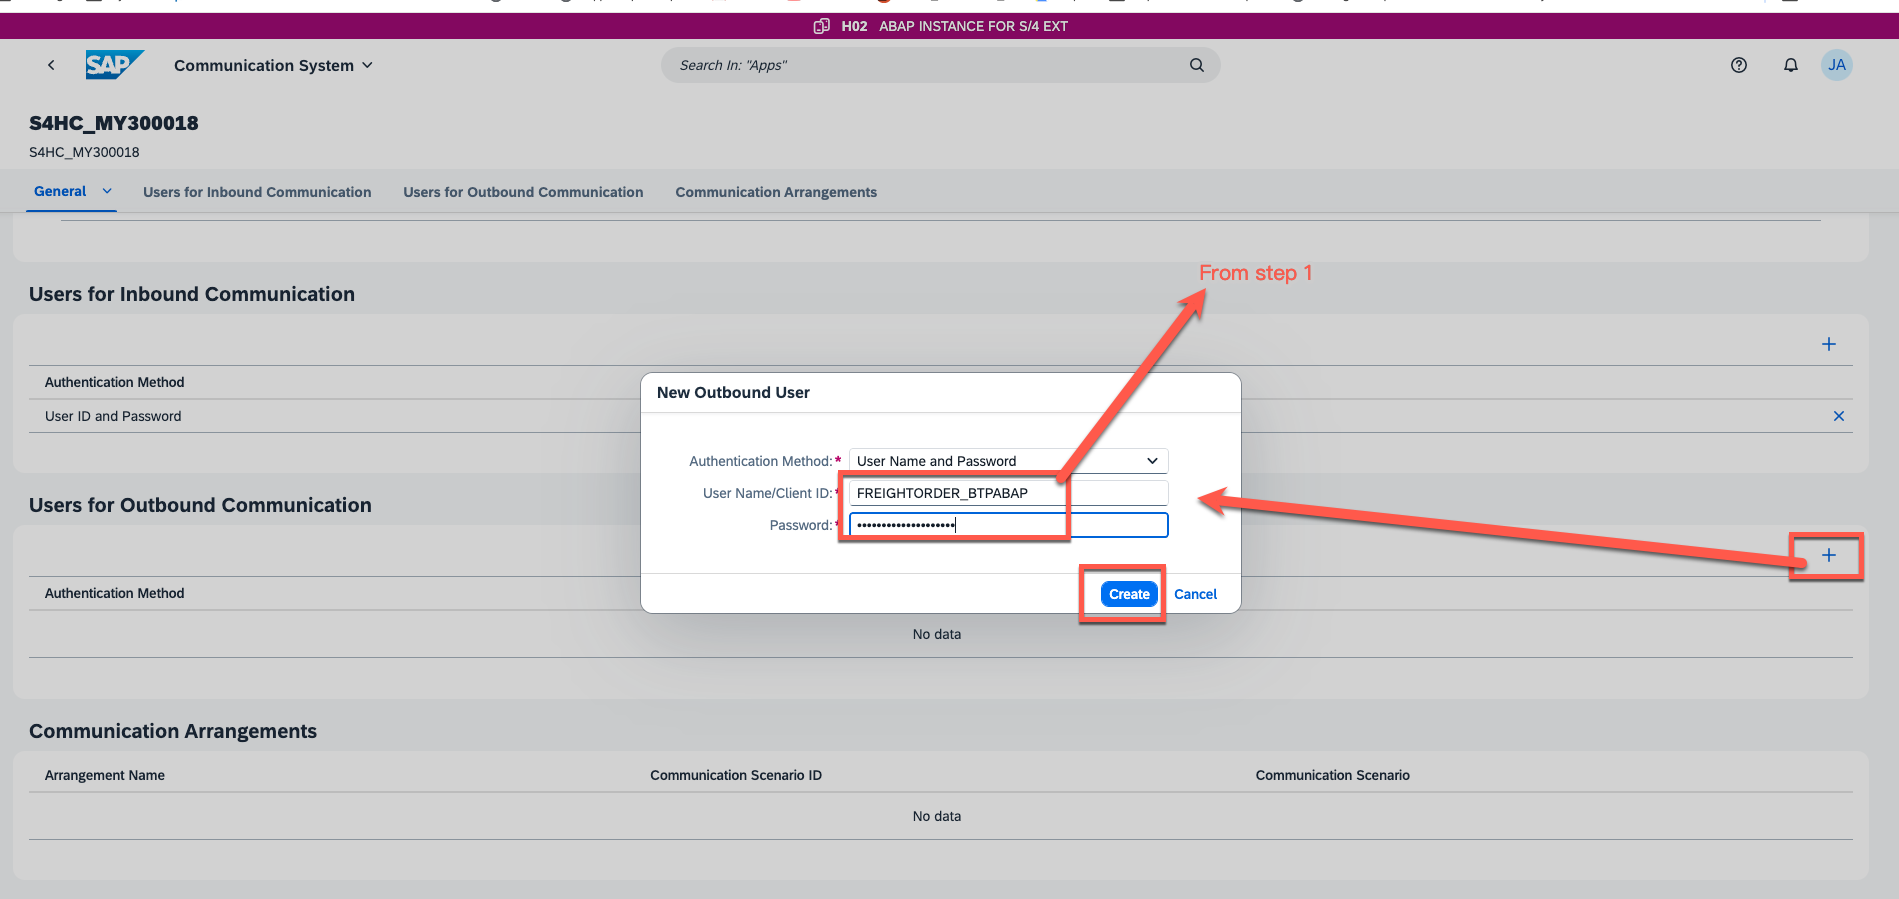 H02 ABAP INSTANCE FOR S/4 EXT
SAP Communication System
Search In: "Apps"
JA
S4HC_MY300018
S4HC_MY300018
General Users for Inbound Communication Users for Outbound Communication Communication Arrangements
From step 1
Users for Inbound Communication
Authentication Method
User ID and Password
New Outbound User
Authentication Method:* User Name and Password
User Name/Client ID:* FREIGHTORDER_BTPABAP
Password:* ••••••••••••••••••••
Create Cancel
Users for Outbound Communication
Authentication Method
No data
Communication Arrangements
Arrangement Name Communication Scenario ID Communication Scenario
No data